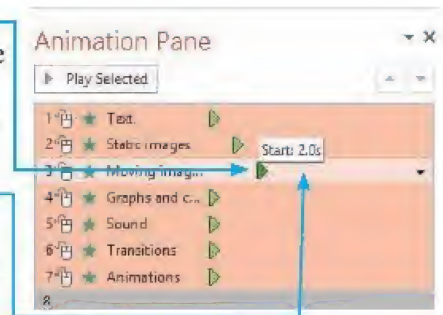 e
Animation Pane
Play Selected
1 Text
2 Static images
Start: 2.0s
3 Moving imag...
4 Graphs and c...
5 Sound
6 Transitions
7 Animations
8